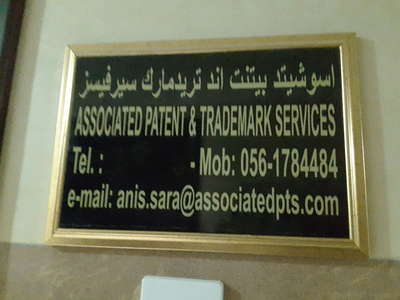 اسوشيتد بيتنت اند تريدمارك سيرفيسز
ASSOCIATED PATENT & TRADEMARK SERVICES
Tel. : - Mob: 056-1784484
e-mail: anis.sara@associatedpts.com